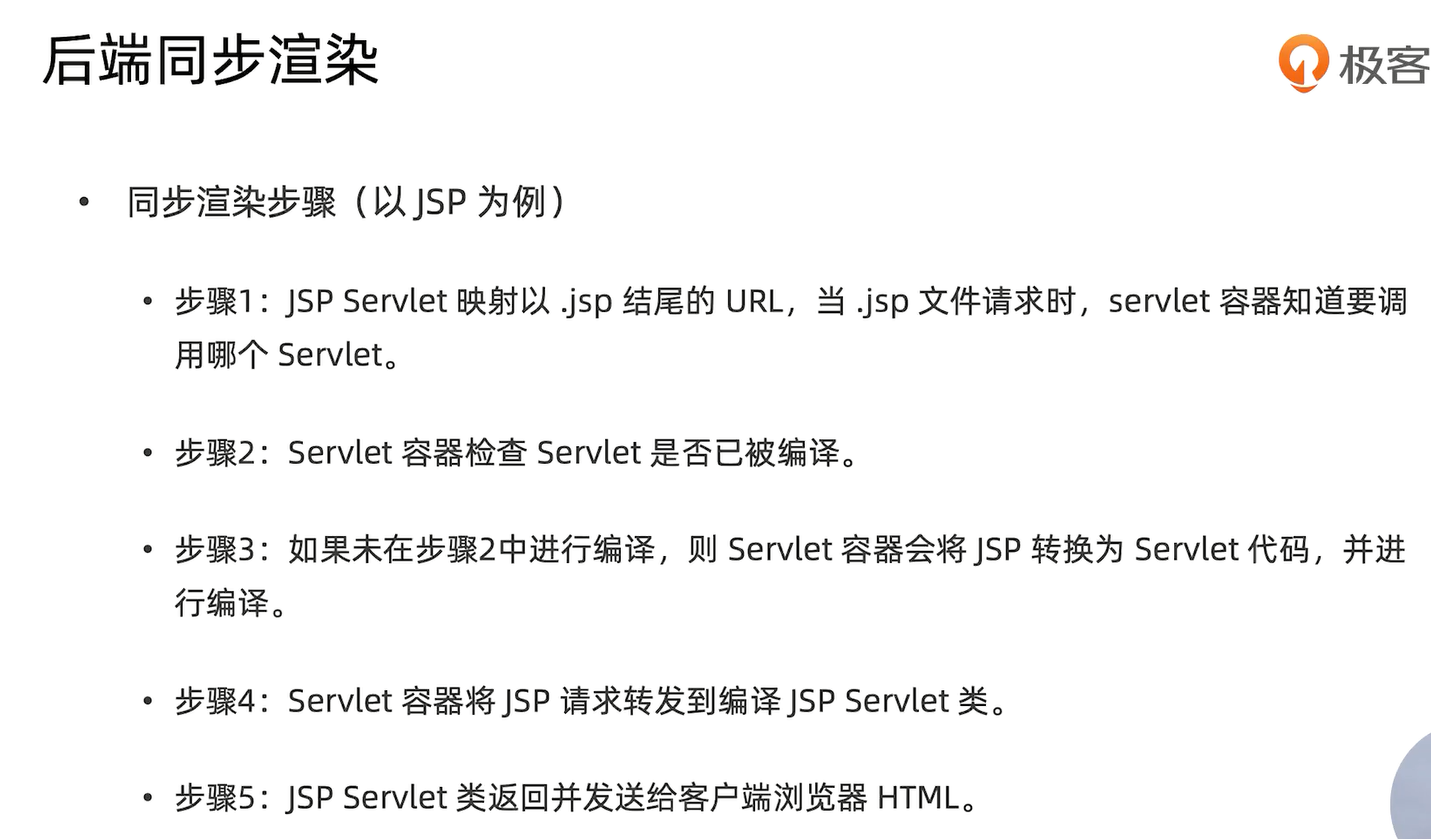 后端同步渲染
极客
• 同步渲染步骤（以 JSP 为例）
• 步骤1：JSP Servlet 映射以 .jsp 结尾的 URL，当 .jsp 文件请求时，servlet 容器知道要调
用哪个 Servlet。
• 步骤2：Servlet 容器检查 Servlet 是否已被编译。
• 步骤3：如果未在步骤2中进行编译，则 Servlet 容器会将 JSP 转换为 Servlet 代码，并进
行编译。
• 步骤4：Servlet 容器将 JSP 请求转发到编译 JSP Servlet 类。
• 步骤5：JSP Servlet 类返回并发送给客户端浏览器 HTML。